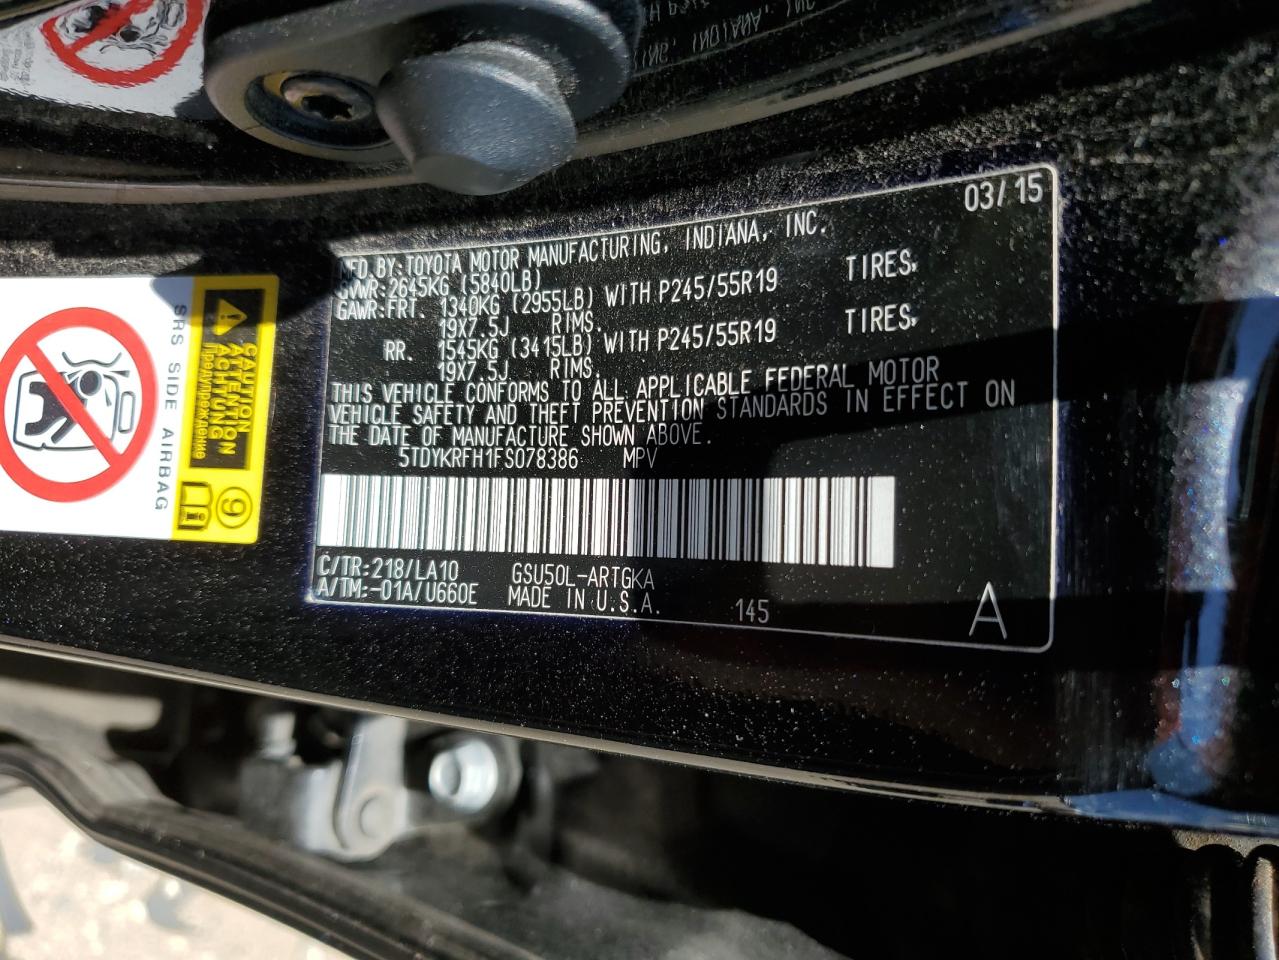 03/15
MFD.BY:TOYOTA MOTOR MANUFACTURING, INDIANA, INC.
GVWR:2645KG (5840LB)
GAWR:FRT. 1340KG (2955LB) WITH P245/55R19 TIRES,
19X7.5J RIMS.
RR. 1545KG (3415LB) WITH P245/55R19 TIRES,
19X7.5J RIMS.
THIS VEHICLE CONFORMS TO ALL APPLICABLE FEDERAL MOTOR
VEHICLE SAFETY AND THEFT PREVENTION STANDARDS IN EFFECT ON
THE DATE OF MANUFACTURE SHOWN ABOVE.
5TDYKRFH1FS078386 MPV
C/TR:218/LA10 GSU50L-ARTGKA
A/TM:-01A/U660E MADE IN U.S.A. 145 A
CAUTION
ATTENTION
ACHTUNG
Предупреждение
SRS SIDE AIRBAG